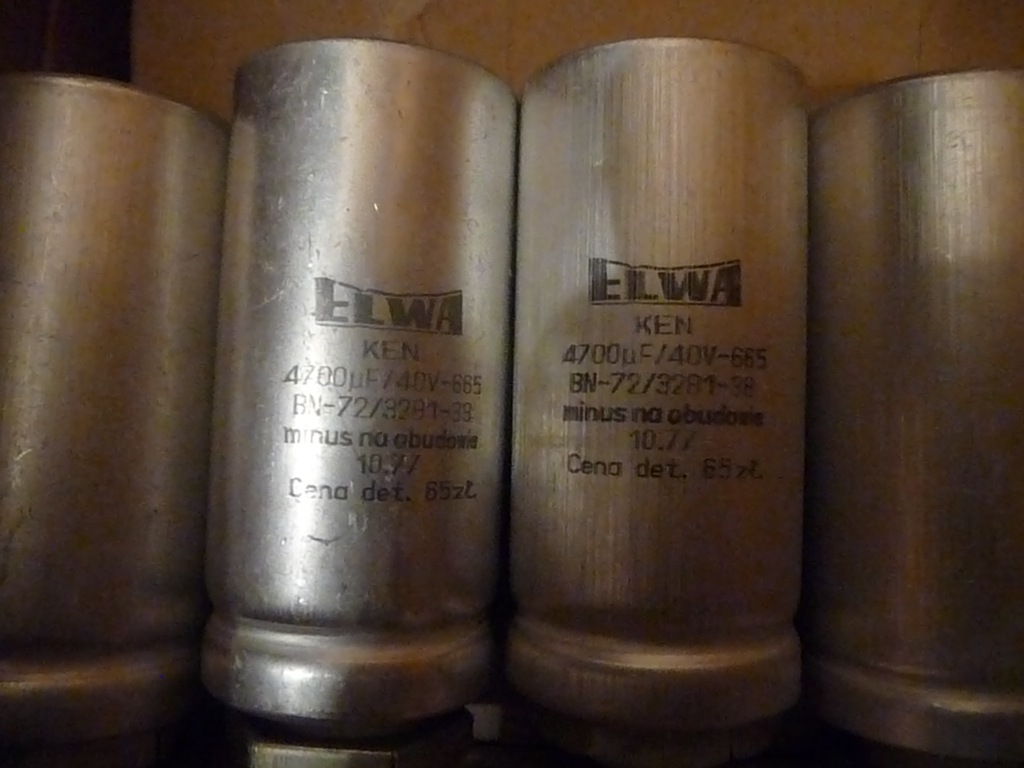 ELWA
KEN
4700µF/40V-665
BN-72/3281-38
minus na obudowie
10.77
Cena det. 65zł
ELWA
KEN
4700µF/40V-665
BN-72/3281-38
minus na obudowie
10.77
Cena det. 65zł